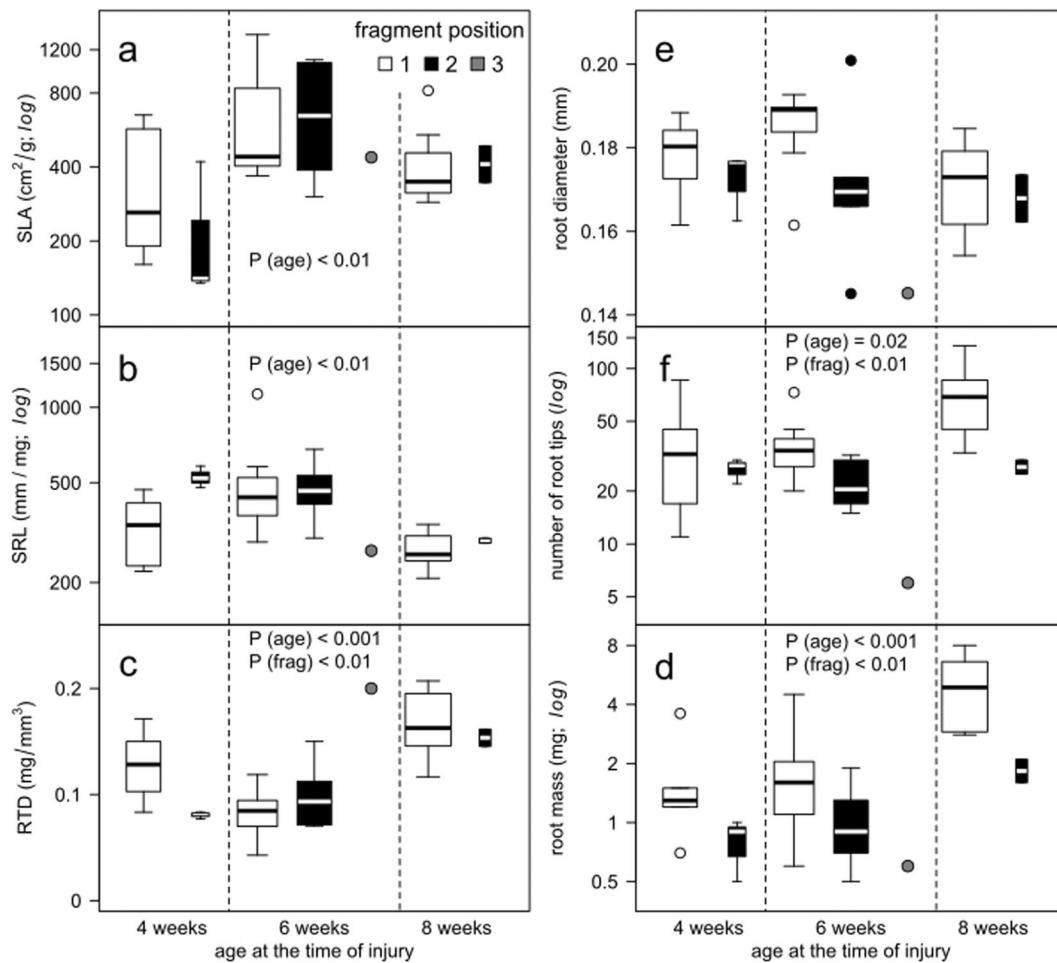 a
fragment position
1 2 3
1200
800
400
200
100
SLA (cm²/g; log)
P (age) < 0.01
b
P (age) < 0.01
1500
1000
500
200
SRL (mm / mg; log)
c
P (age) < 0.001
P (frag) < 0.01
0.2
0.1
0
RTD (mg/mm³)
4 weeks 6 weeks 8 weeks
age at the time of injury
e
0.20
0.18
0.16
0.14
root diameter (mm)
f
P (age) = 0.02
P (frag) < 0.01
150
100
50
20
10
5
number of root tips (log)
P (age) < 0.001
P (frag) < 0.01
d
8
4
2
1
0.5
root mass (mg; log)
4 weeks 6 weeks 8 weeks
age at the time of injury